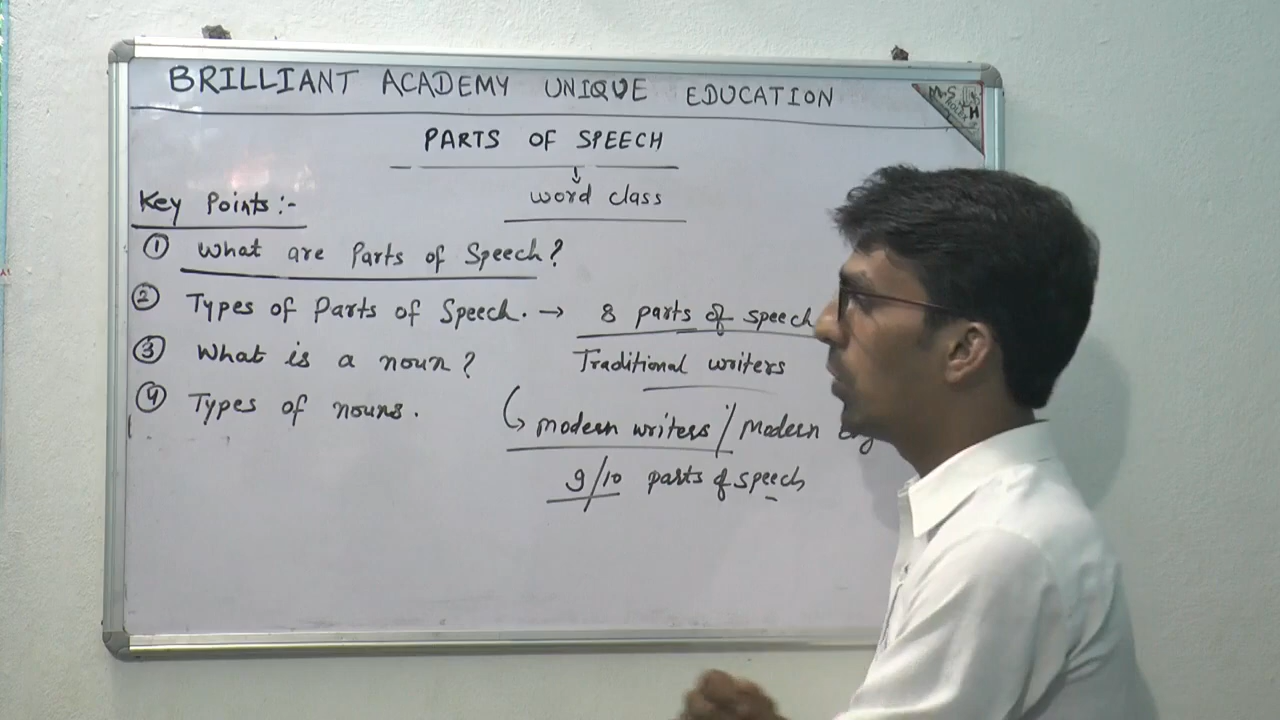 BRILLIANT ACADEMY UNIQUE EDUCATION
M.S
PARTS OF SPEECH
↓
word class
Key Points :-
① What are Parts of Speech?
② Types of Parts of Speech. → 8 parts of speech
③ What is a noun? Traditional writers
④ Types of nouns.
modern writers / Modern
9/10 parts of speech